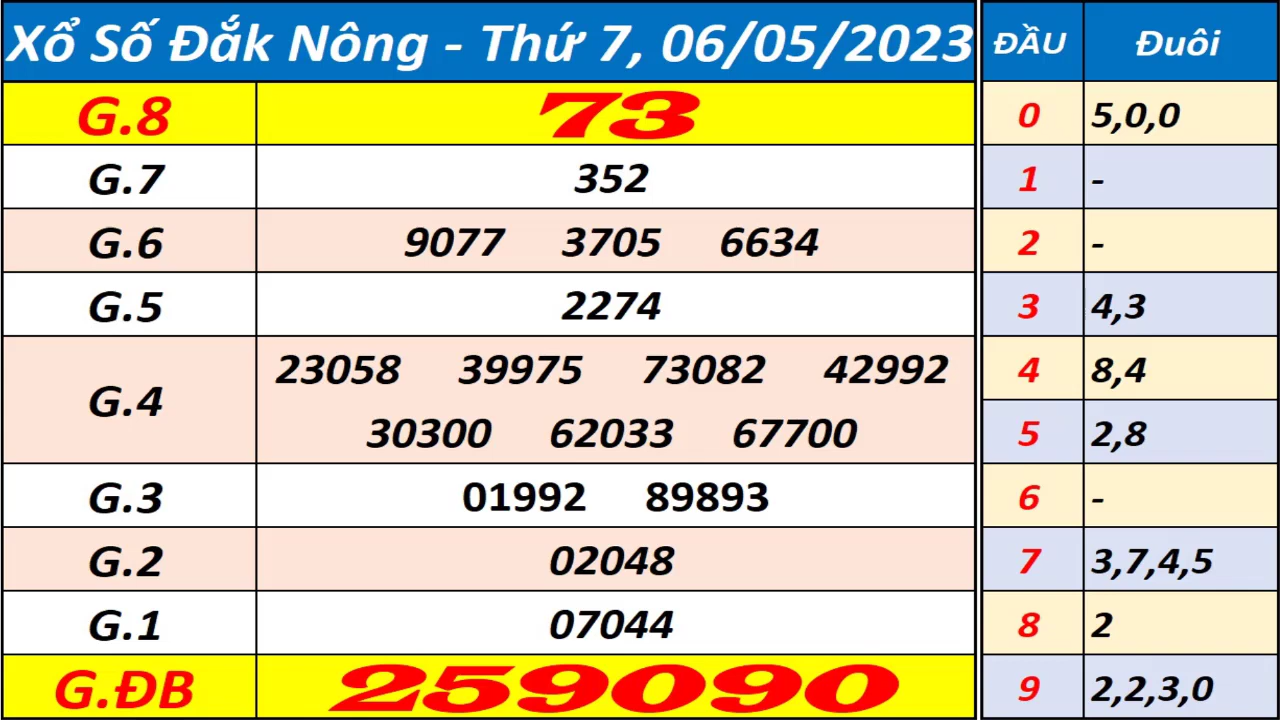 Xổ Số Đắk Nông - Thứ 7, 06/05/2023 ĐẦU Đuôi
G.8 73 0 5,0,0
G.7 352 1 -
G.6 9077 3705 6634 2 -
G.5 2274 3 4,3
G.4 23058 39975 73082 42992 4 8,4
30300 62033 67700 5 2,8
G.3 01992 89893 6 -
G.2 02048 7 3,7,4,5
G.1 07044 8 2
G.ĐB 259090 9 2,2,3,0